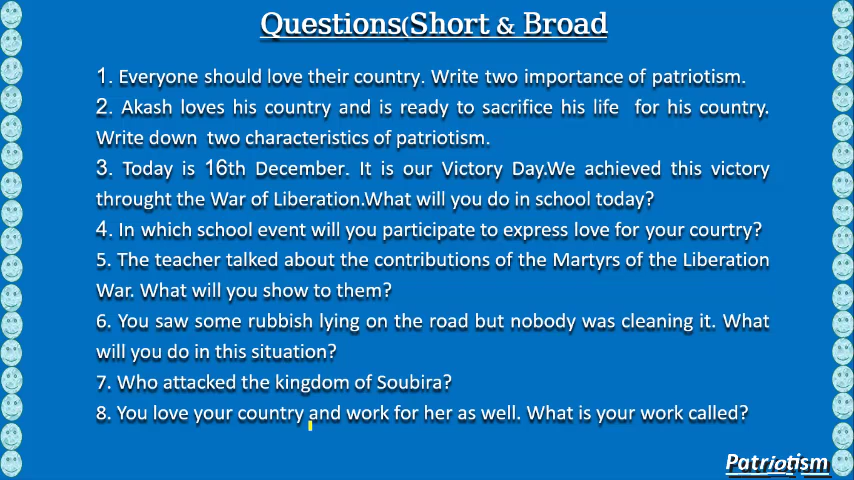 Questions(Short & Broad
1. Everyone should love their country. Write two importance of patriotism.
2. Akash loves his country and is ready to sacrifice his life for his country.
Write down two characteristics of patriotism.
3. Today is 16th December. It is our Victory Day.We achieved this victory
throught the War of Liberation.What will you do in school today?
4. In which school event will you participate to express love for your courtry?
5. The teacher talked about the contributions of the Martyrs of the Liberation
War. What will you show to them?
6. You saw some rubbish lying on the road but nobody was cleaning it. What
will you do in this situation?
7. Who attacked the kingdom of Soubira?
8. You love your country and work for her as well. What is your work called?
Patriotism